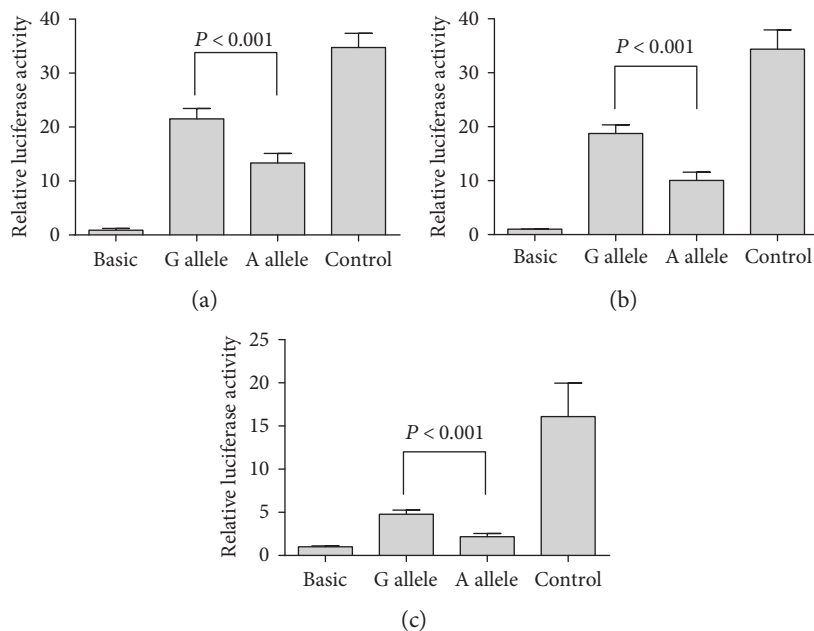 Relative luciferase activity
40
30
20
10
0
P < 0.001
Basic
G allele
A allele
Control
(a)
Relative luciferase activity
40
30
20
10
0
P < 0.001
Basic
G allele
A allele
Control
(b)
Relative luciferase activity
25
20
15
10
5
0
P < 0.001
Basic
G allele
A allele
Control
(c)